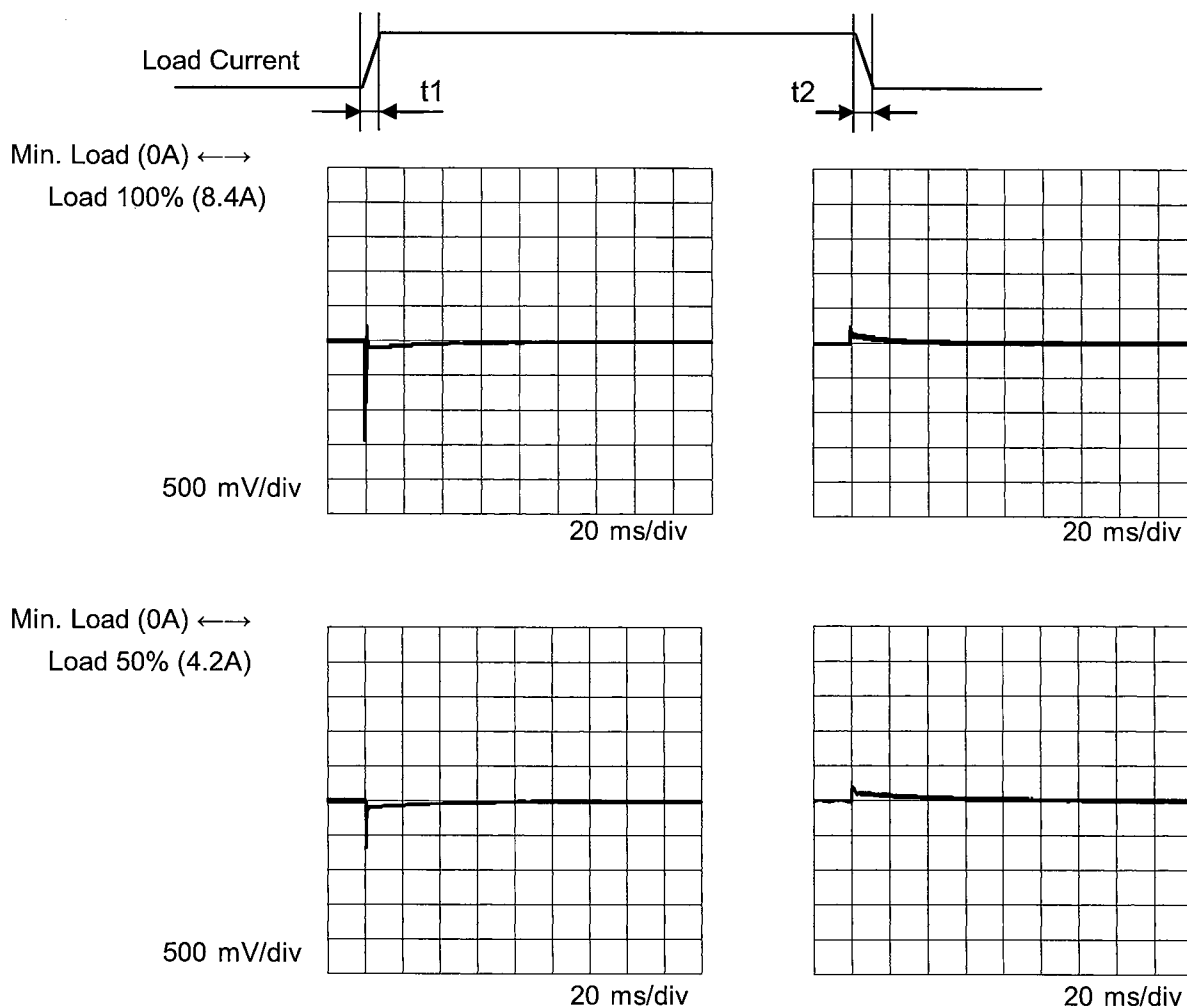 Load Current
t1
t2
Min. Load (0A) ←→
Load 100% (8.4A)
500 mV/div
20 ms/div
20 ms/div
Min. Load (0A) ←→
Load 50% (4.2A)
500 mV/div
20 ms/div
20 ms/div